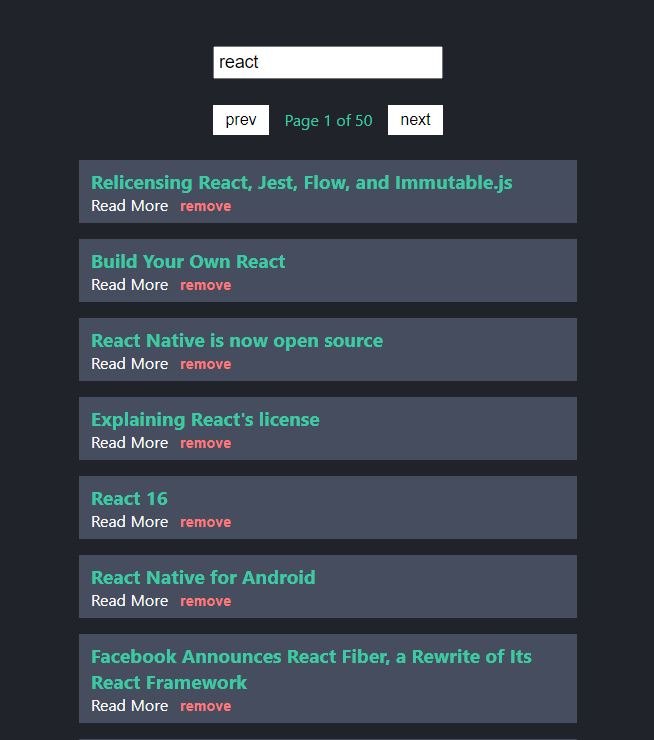 react
prev Page 1 of 50 next
Relicensing React, Jest, Flow, and Immutable.js
Read More remove
Build Your Own React
Read More remove
React Native is now open source
Read More remove
Explaining React's license
Read More remove
React 16
Read More remove
React Native for Android
Read More remove
Facebook Announces React Fiber, a Rewrite of Its
React Framework
Read More remove